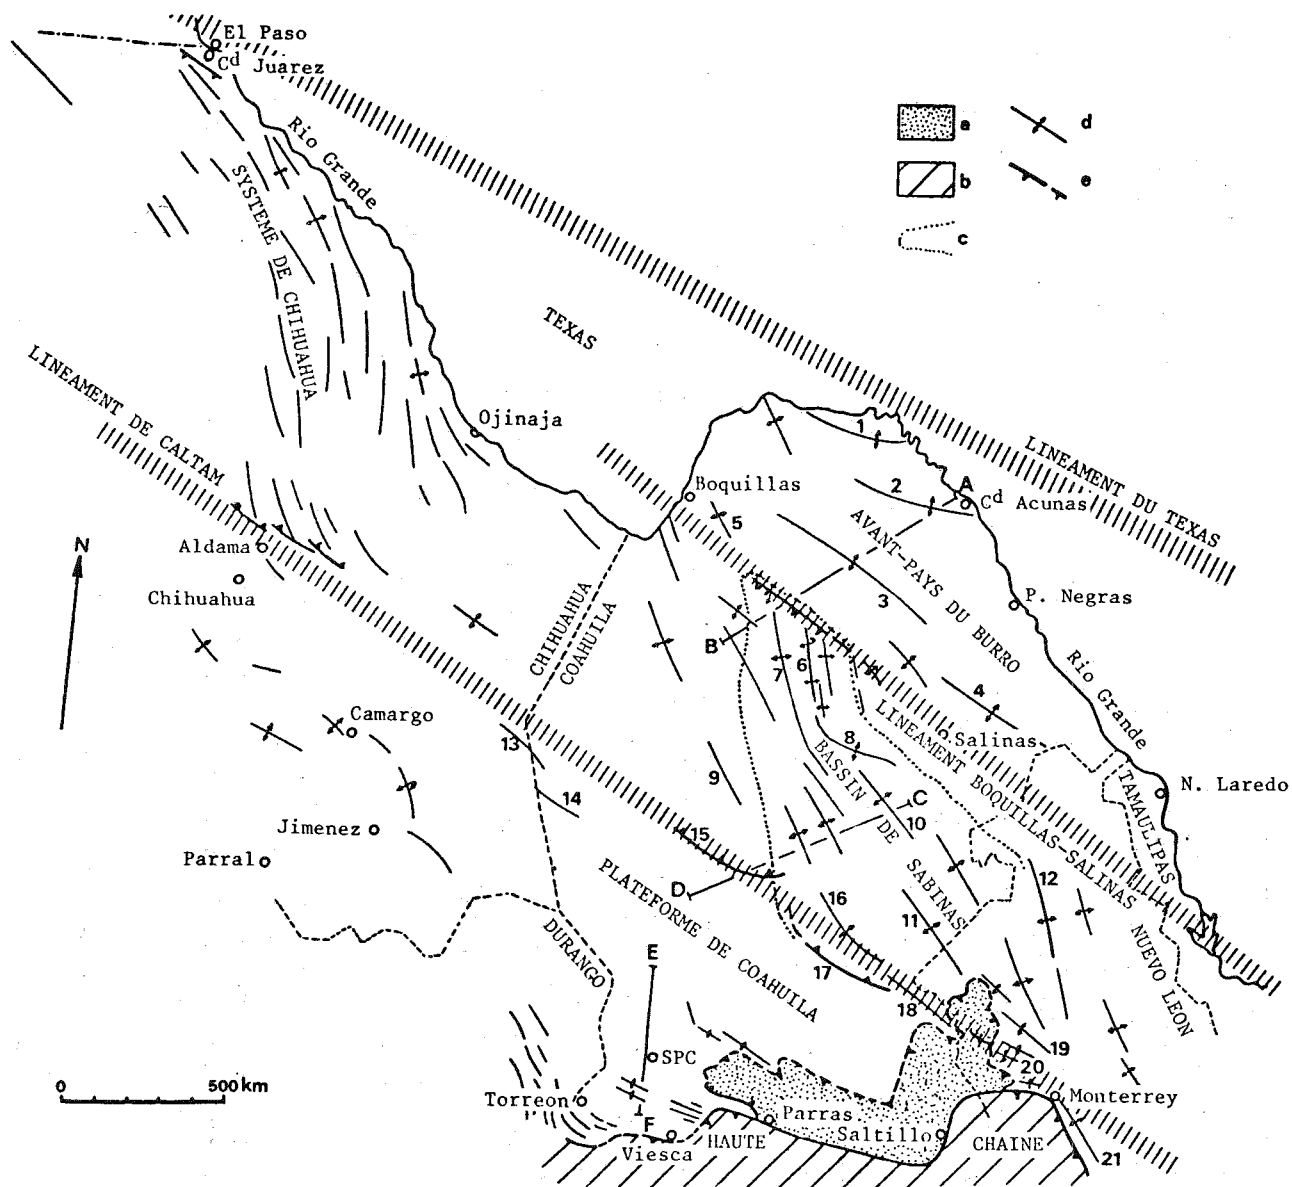 El Paso
Cd Juarez
Rio Grande
SYSTEME DE CHIHUAHUA
a
d
b
e
c
TEXAS
LINEAMENT DE CALTAM
Ojinaja
LINEAMENT DU TEXAS
1
Boquillas
2
A
Cd Acunas
5
AVANT-PAYS DU BURRO
N
Aldama
Chihuahua
CHIHUAHUA
COAHUILA
3
P. Negras
B
7
6
Rio Grande
4
Camargo
13
8
LINEAMENT BOQUILLAS-SALINAS
Salinas
9
BASSIN DE SABINAS
C
10
TAMAULIPAS
N. Laredo
14
Jimenez
15
Parral
D
PLATEFORME DE COAHUILA
16
11
12
DURANGO
E
17
NUEVO LEON
18
SPC
19
20
0
500km
Torreon
Monterrey
Parras
F
Viesca
HAUTE
Saltillo
CHAINE
21